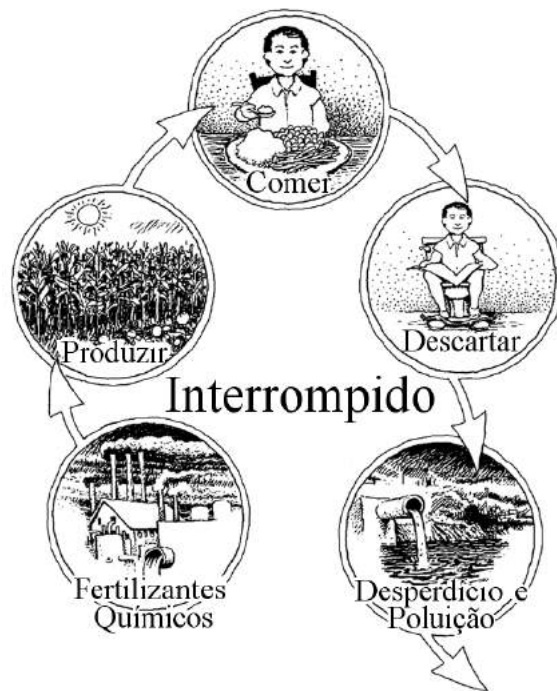 Comer
Produzir
Descartar
Interrompido
Fertilizantes
Químicos
Desperdício e
Poluição